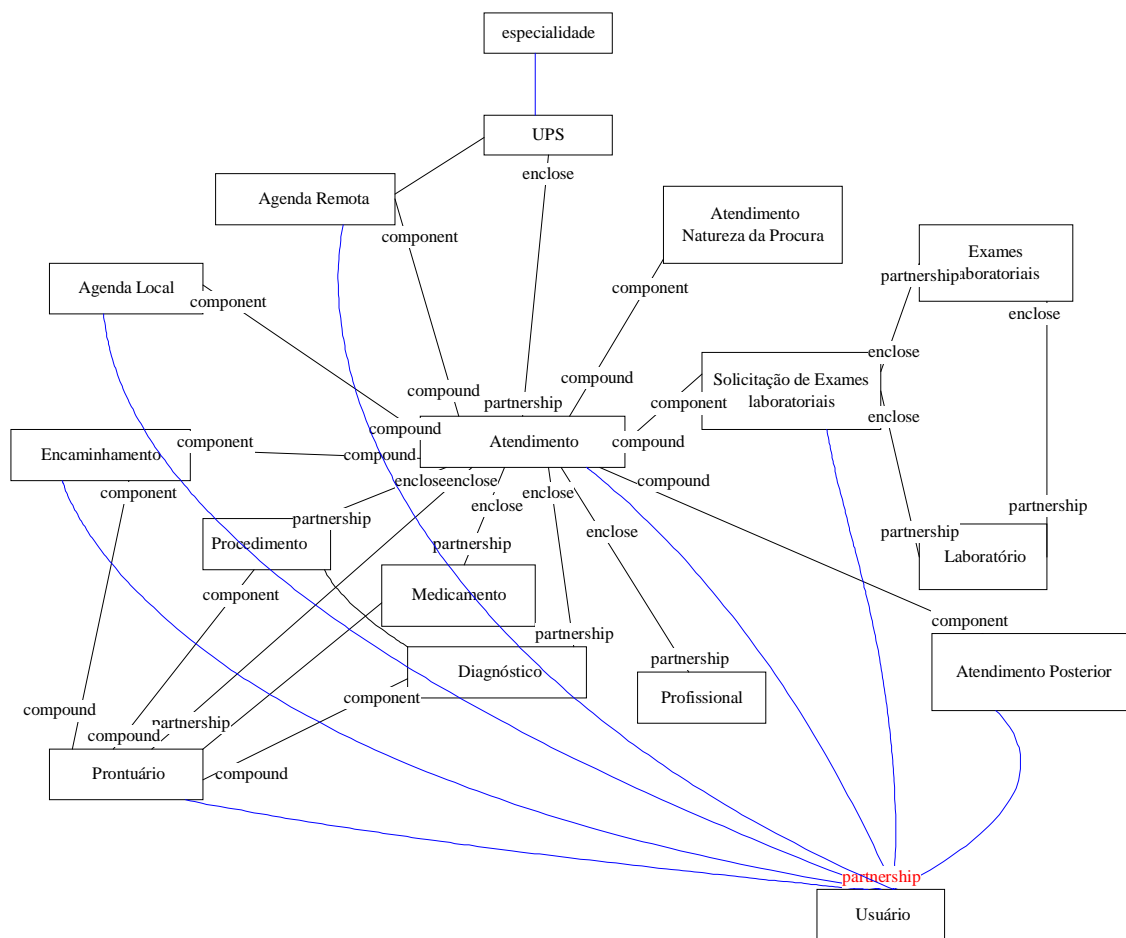 especialidade
UPS
enclose
Agenda Remota
Atendimento
Natureza da Procura
component
Exames
laboratoriais
partnership
Agenda Local
component
component
enclose
enclose
Solicitação de Exames
laboratoriais
compound
compound
component
partnership
enclose
compound
Atendimento
compound
component
Encaminhamento
compound
component
enclose
enclose
enclose
enclose
enclose
compound
partnership
partnership
partnership
Procedimento
partnership
Laboratório
component
Medicamento
component
partnership
partnership
Diagnóstico
Profissional
Atendimento Posterior
component
compound
partnership
compound
Prontuário
compound
partnership
Usuário